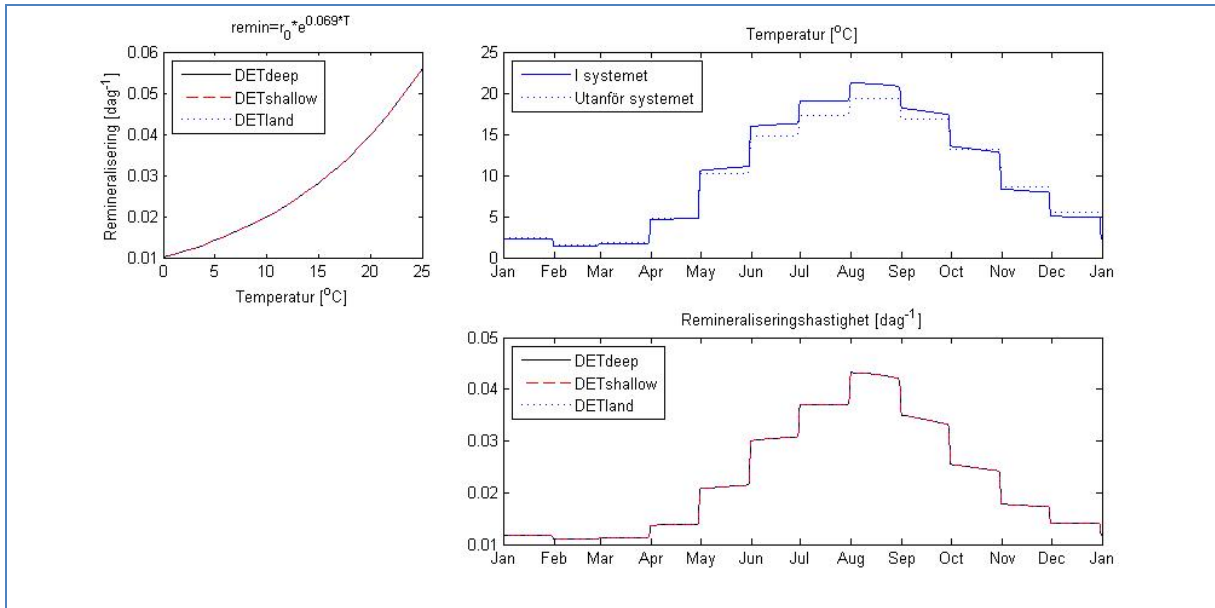 remin=r₀*e^0.069*T
0.06
0.05
0.04
0.03
0.02
0.01
Remineralisering [dag⁻¹]
DETdeep
DETshallow
DETland
0 5 10 15 20 25
Temperatur [°C]
Temperatur [°C]
25
20
15
10
5
0
I systemet
Utanför systemet
Jan Feb Mar Apr May Jun Jul Aug Sep Oct Nov Dec Jan
Remineraliseringshastighet [dag⁻¹]
0.05
0.04
0.03
0.02
0.01
DETdeep
DETshallow
DETland
Jan Feb Mar Apr May Jun Jul Aug Sep Oct Nov Dec Jan